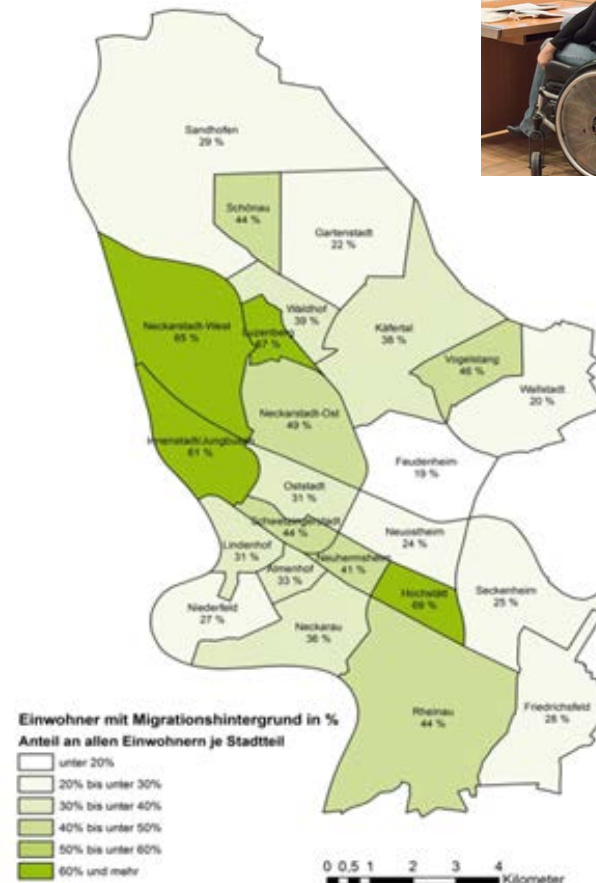 Sandhofen
29 %
Schönau
44 %
Gartenstadt
22 %
Waldhof
39 %
Neckarstadt-West
65 %
Luzenberg
67 %
Käfertal
38 %
Vogelstang
46 %
Wallstadt
20 %
Neckarstadt-Ost
49 %
Innenstadt/Jungbusch
61 %
Feudenheim
19 %
Oststadt
31 %
Schwetzingerstadt
44 %
Neuostheim
24 %
Lindenhof
31 %
Neuhermsheim
41 %
Almenhof
33 %
Hochstätt
69 %
Seckenheim
25 %
Niederfeld
27 %
Neckarau
36 %
Rheinau
44 %
Friedrichsfeld
28 %
Einwohner mit Migrationshintergrund in %
Anteil an allen Einwohnern je Stadtteil
unter 20%
20% bis unter 30%
30% bis unter 40%
40% bis unter 50%
50% bis unter 60%
60% und mehr
0 0,5 1 2 3 4
Kilometer